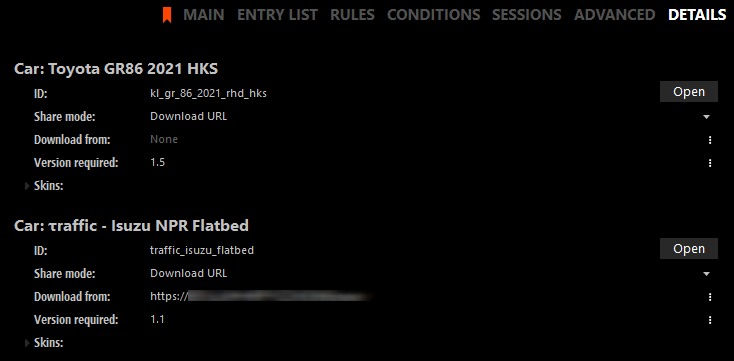 MAIN ENTRY LIST RULES CONDITIONS SESSIONS ADVANCED DETAILS
Car: Toyota GR86 2021 HKS
ID: kl_gr_86_2021_rhd_hks Open
Share mode: Download URL
Download from: None
Version required: 1.5
Skins:
Car: τraffic - Isuzu NPR Flatbed
ID: traffic_isuzu_flatbed Open
Share mode: Download URL
Download from: https://
Version required: 1.1
Skins: